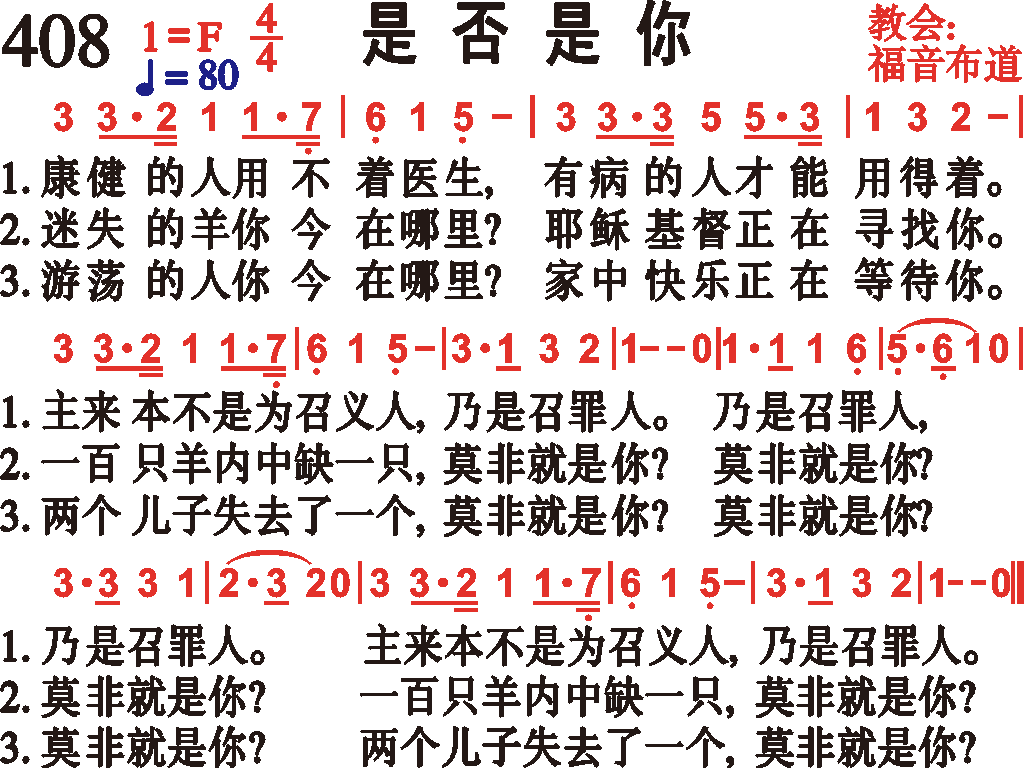 408 1=F 4/4 是否是你 教会:
♩=80 福音布道
3 3·2 1 1·7 | 6 1 5 - | 3 3·3 5 5·3 | 1 3 2 - |
1. 康健的人用不着医生, 有病的人才能用得着。
2. 迷失的羊你今在哪里? 耶稣基督正在寻找你。
3. 游荡的人你今在哪里? 家中快乐正在等待你。
3 3·2 1 1·7 | 6 1 5 - | 3·1 3 2 | 1 - - 0 | 1·1 1 6 | 5·6 1 0 |
1. 主来本不是为召义人, 乃是召罪人。 乃是召罪人,
2. 一百只羊内中缺一只, 莫非就是你? 莫非就是你?
3. 两个儿子失去了一个, 莫非就是你? 莫非就是你?
3·3 3 1 | 2·3 2 0 | 3 3·2 1 1·7 | 6 1 5 - | 3·1 3 2 | 1 - - 0 ‖
1. 乃是召罪人。 主来本不是为召义人, 乃是召罪人。
2. 莫非就是你? 一百只羊内中缺一只, 莫非就是你?
3. 莫非就是你? 两个儿子失去了一个, 莫非就是你?